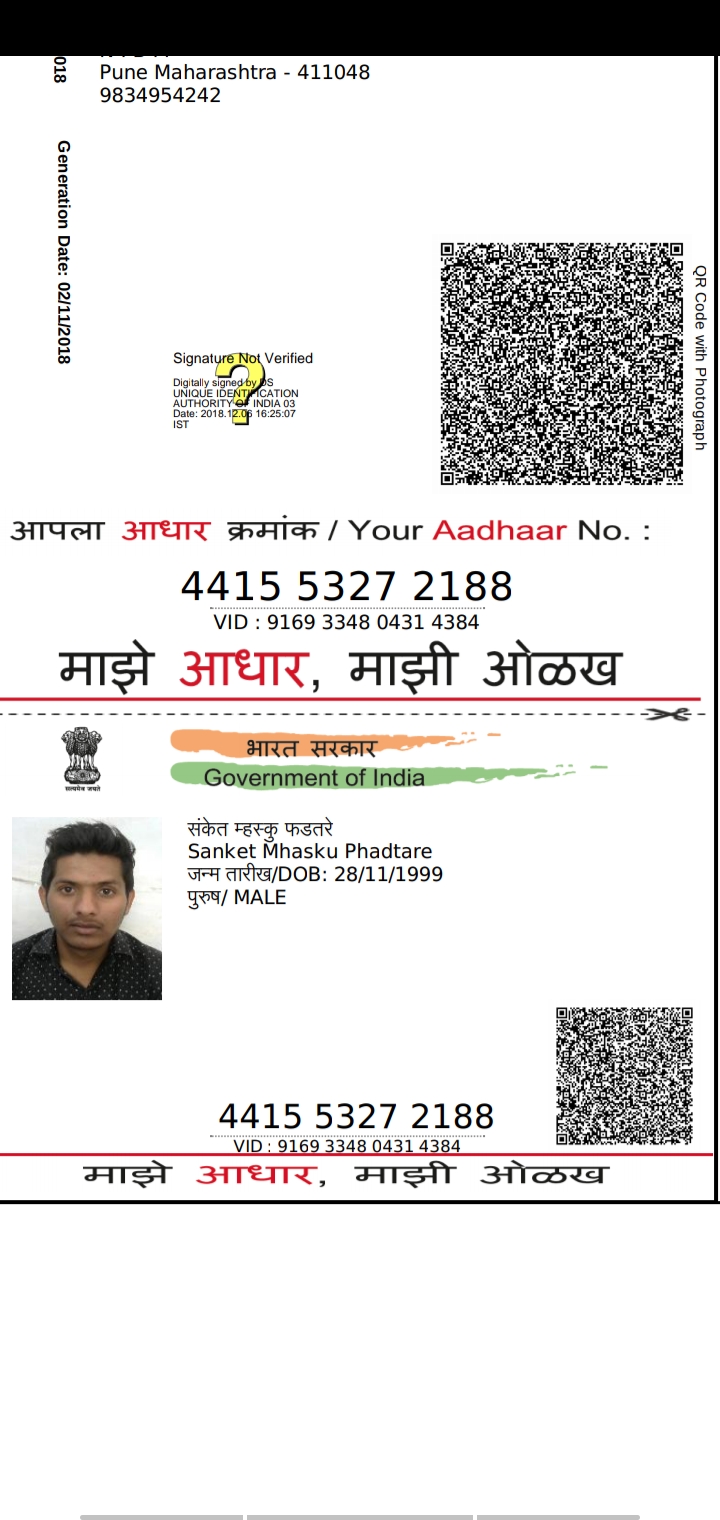 Pune Maharashtra - 411048
9834954242
018
Generation Date: 02/11/2018
QR Code with Photograph
Signature Not Verified
Digitally signed by DS
UNIQUE IDENTIFICATION
AUTHORITY OF INDIA 03
Date: 2018.12.06 16:25:07
IST
आपला आधार क्रमांक / Your Aadhaar No. :
4415 5327 2188
VID : 9169 3348 0431 4384
माझे आधार, माझी ओळख
भारत सरकार
Government of India
सत्यमेव जयते
संकेत म्हस्कु फडतरे
Sanket Mhasku Phadtare
जन्म तारीख/DOB: 28/11/1999
पुरुष/ MALE
4415 5327 2188
VID : 9169 3348 0431 4384
माझे आधार, माझी ओळख